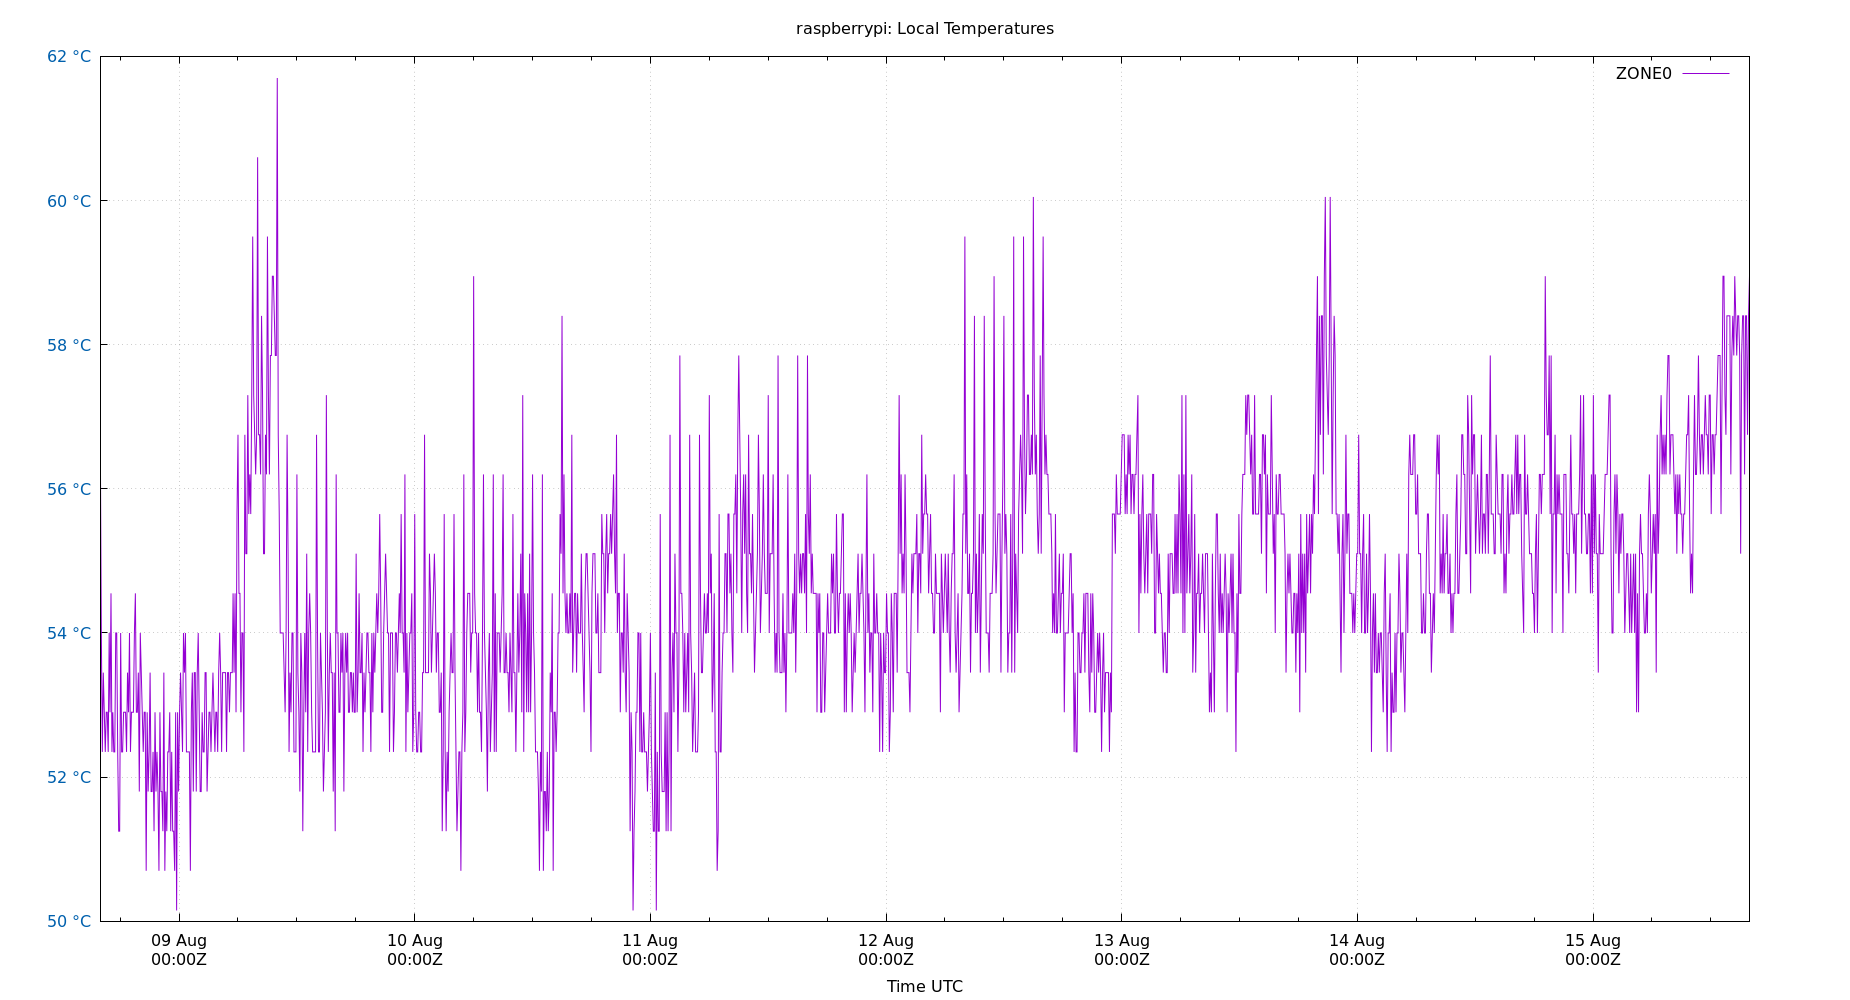 raspberrypi: Local Temperatures
62 °C
ZONE0
60 °C
58 °C
56 °C
54 °C
52 °C
50 °C
09 Aug 10 Aug 11 Aug 12 Aug 13 Aug 14 Aug 15 Aug
00:00Z 00:00Z 00:00Z 00:00Z 00:00Z 00:00Z 00:00Z
Time UTC